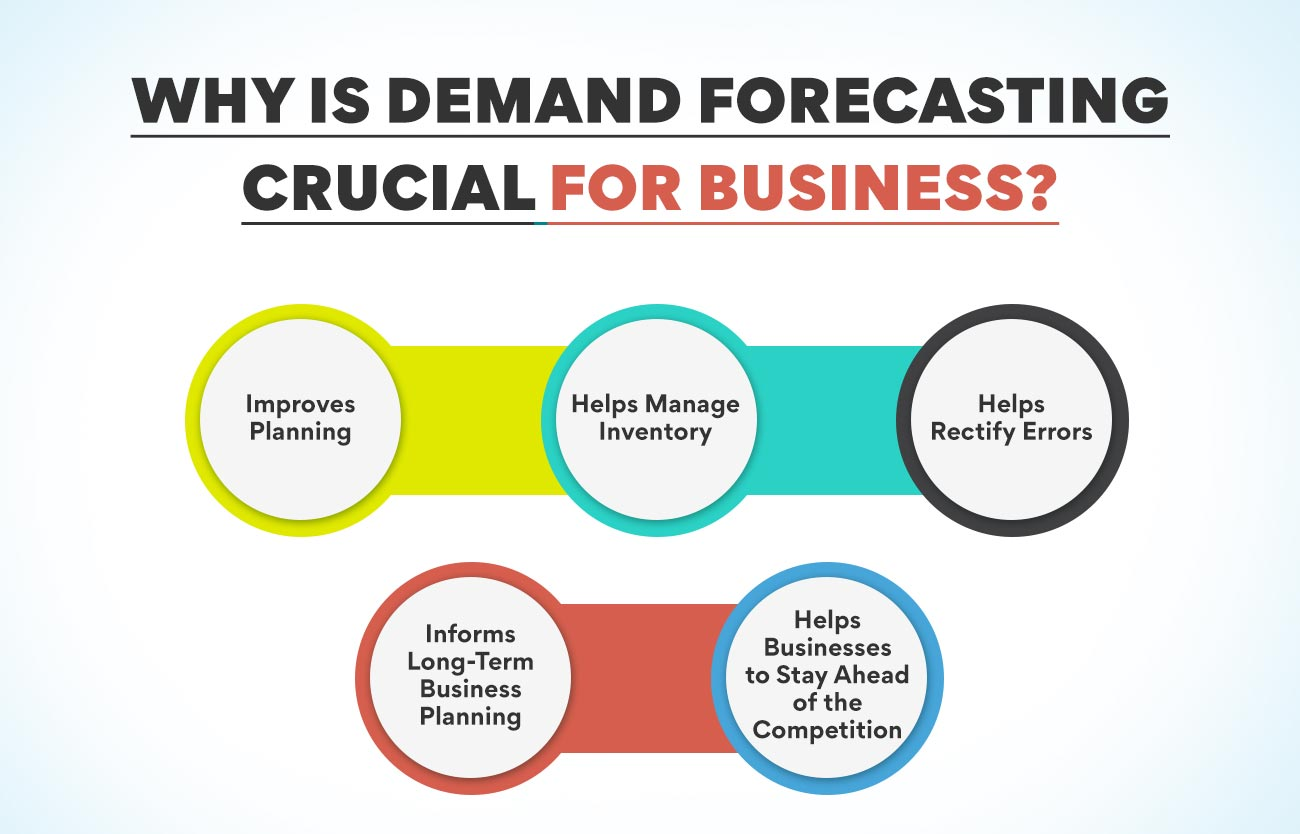 WHY IS DEMAND FORECASTING
CRUCIAL FOR BUSINESS?
Improves
Planning
Helps Manage
Inventory
Helps
Rectify Errors
Informs
Long-Term
Business
Planning
Helps
Businesses
to Stay Ahead
of the
Competition